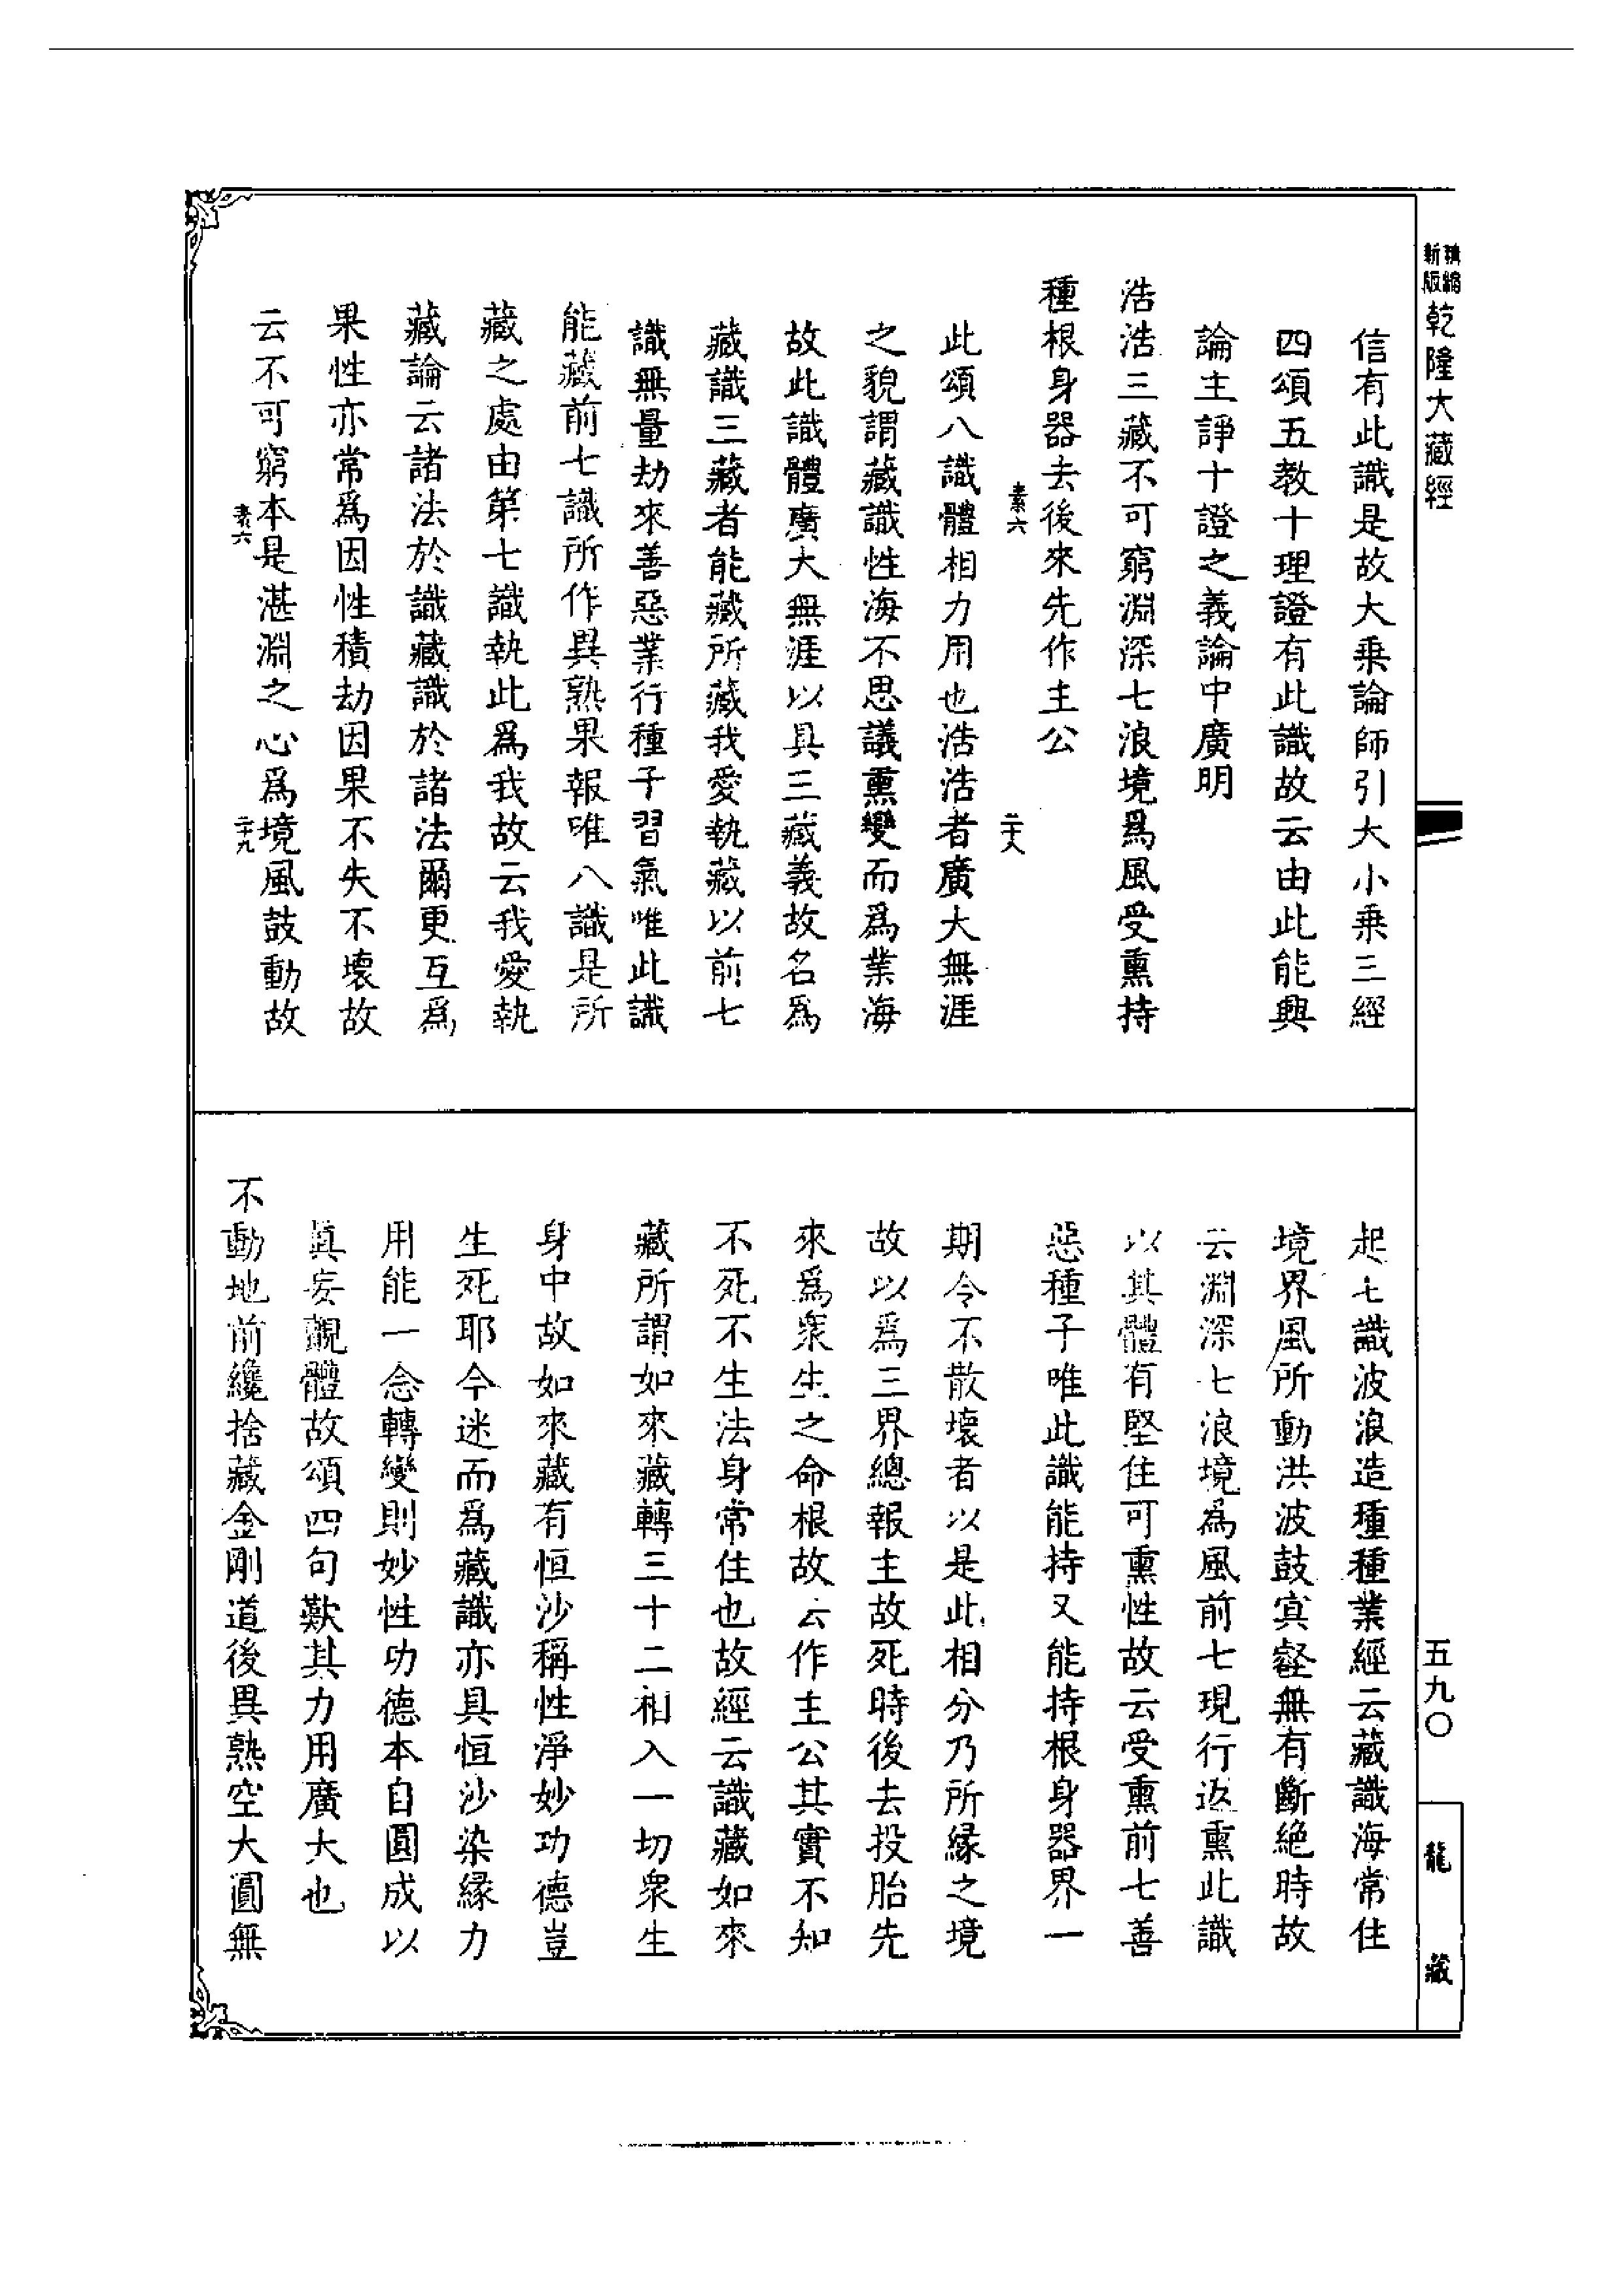 精縮
新版
乾隆大藏經
信有此識是故大乗論師引大小乗三經
四頌五教十理證有此識故云由此能興
論主諍十證之義論中廣明
浩浩三藏不可窮淵深七浪境爲風受熏持
種根身器去後來先作主公
素六
二十八
此頌八識體相力用也浩浩者廣大無涯
之貌謂藏識性海不思議熏變而爲業海
故此識體廣大無涯以具三藏義故名爲
藏識三藏者能藏所藏我愛執藏以前七
識無量劫來善惡業行種子習氣唯此識
能藏前七識所作異熟果報唯八識是所
藏之處由第七識執此爲我故云我愛執
藏論云諸法於識藏識於諸法爾更互爲
果性亦常爲因性積劫因果不失不壞故
云不可窮本是湛淵之心爲境風鼓動故
素六
二十九
起七識波浪造種種業經云藏識海常住
境界風所動洪波鼓冥壑無有斷絶時故
云淵深七浪境爲風前七現行返熏此識
以其體有堅住可熏性故云受熏前七善
惡種子唯此識能持又能持根身器界一
期令不散壞者以是此相分乃所緣之境
故以爲三界總報主故死時後去投胎先
來爲衆生之命根故云作主公其實不知
不死不生法身常住也故經云識藏如來
藏所謂如來藏轉三十二相入一切衆生
身中故如來藏有恒沙稱性淨妙功德豈
生死耶今迷而爲藏識亦具恒沙染緣力
用能一念轉變則妙性功德本自圓成以
眞妄覿體故頌四句歎其力用廣大也
不動地前纔捨藏金剛道後異熟空大圓無
五九〇
龍藏